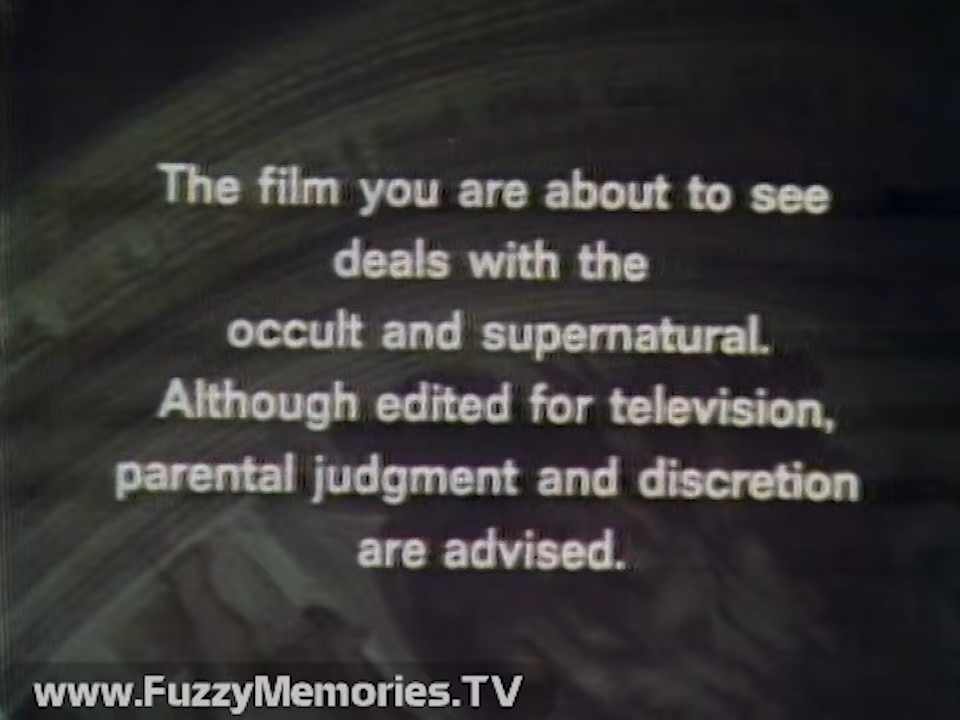 The film you are about to see
deals with the
occult and supernatural.
Although edited for television,
parental judgment and discretion
are advised.
www.FuzzyMemories.TV